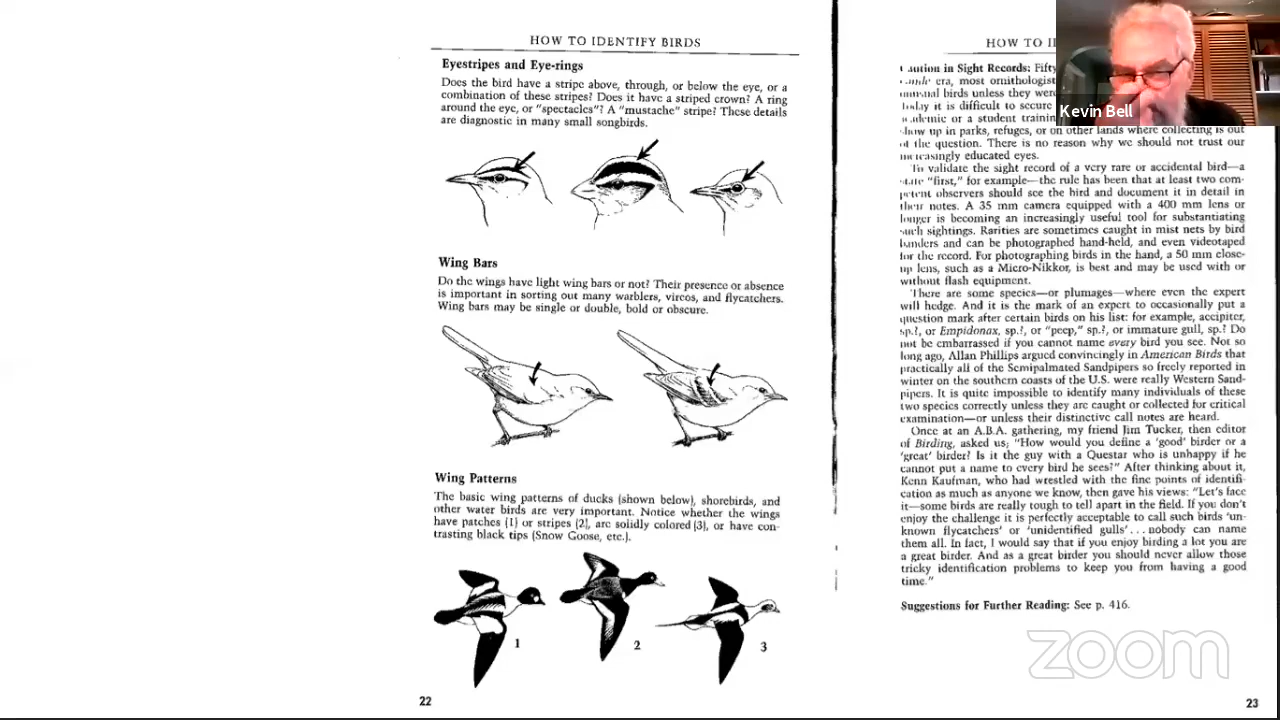 HOW TO IDENTIFY BIRDS
Eyestripes and Eye-rings
Does the bird have a stripe above, through, or below the eye, or a
combination of these stripes? Does it have a striped crown? A ring
around the eye, or "spectacles"? A "mustache" stripe? These details
are diagnostic in many small songbirds.
Wing Bars
Do the wings have light wing bars or not? Their presence or absence
is important in sorting out many warblers, vireos, and flycatchers.
Wing bars may be single or double, bold or obscure.
Wing Patterns
The basic wing patterns of ducks (shown below), shorebirds, and
other water birds are very important. Notice whether the wings
have patches (1) or stripes (2), are solidly colored (3), or have con-
trasting black tips (Snow Goose, etc.).
1
2
3
22
HOW TO
in Sight Records: Fifty
era, most ornithologist
unusual birds unless they were
Today it is difficult to secure
or a student training
show up in parks, refuges, or on other lands where collecting is out
of the question. There is no reason why we should not trust our
increasingly educated eyes.
To validate the sight record of a very rare or accidental bird—a
state "first," for example—the rule has been that at least two com-
petent observers should see the bird and document it in detail in
their notes. A 35 mm camera equipped with a 400 mm lens or
longer is becoming an increasingly useful tool for substantiating
such sightings. Rarities are sometimes caught in mist nets by bird
banders and can be photographed hand-held, and even videotaped
for the record. For photographing birds in the hand, a 50 mm close-
up lens, such as a Micro-Nikkor, is best and may be used with or
without flash equipment.
There are some species—or plumages—where even the expert
will hedge. And it is the mark of an expert to occasionally put a
question mark after certain birds on his list: for example, accipiter,
sp.?, or Empidonax, sp.?, or "peep," sp.?, or immature gull, sp.? Do
not be embarrassed if you cannot name every bird you see. Not so
long ago, Allan Phillips argued convincingly in American Birds that
practically all of the Semipalmated Sandpipers so freely reported in
winter on the southern coasts of the U.S. were really Western Sand-
pipers. It is quite impossible to identify many individuals of these
two species correctly unless they are caught or collected for critical
examination—or unless their distinctive call notes are heard.
Once at an A.B.A. gathering, my friend Jim Tucker, then editor
of Birding, asked us; "How would you define a 'good' birder or a
'great' birder? Is it the guy with a Questar who is unhappy if he
cannot put a name to every bird he sees?" After thinking about it,
Kenn Kaufman, who had wrestled with the fine points of identifi-
cation as much as anyone we know, then gave his views: "Let's face
it—some birds are really tough to tell apart in the field. If you don't
enjoy the challenge it is perfectly acceptable to call such birds 'un-
known flycatchers' or 'unidentified gulls' . . . nobody can name
them all. In fact, I would say that if you enjoy birding a lot you are
a great birder. And as a great birder you should never allow those
tricky identification problems to keep you from having a good
time."
Suggestions for Further Reading: See p. 416.
23
Kevin Bell
zoom